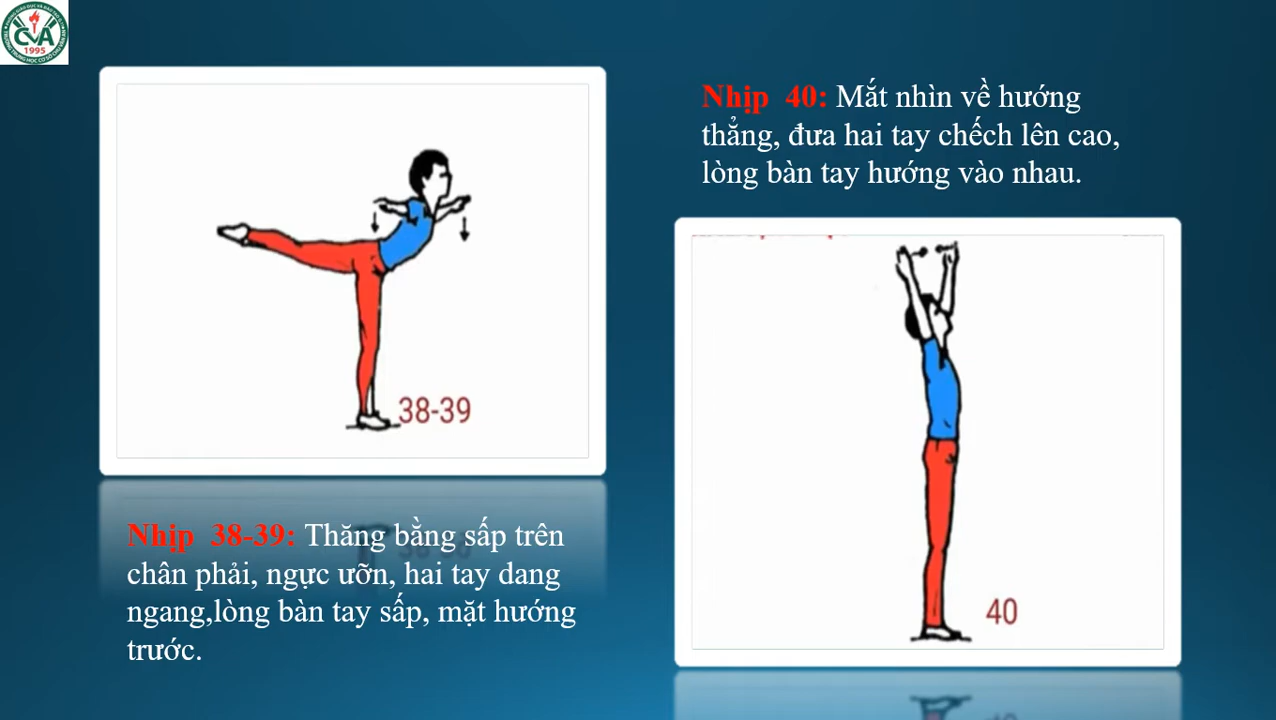 CVA
1995
38-39
Nhịp 38-39: Thăng bằng sấp trên
chân phải, ngực ưỡn, hai tay dang
ngang,lòng bàn tay sấp, mặt hướng
trước.
Nhịp 40: Mắt nhìn về hướng
thẳng, đưa hai tay chếch lên cao,
lòng bàn tay hướng vào nhau.
40